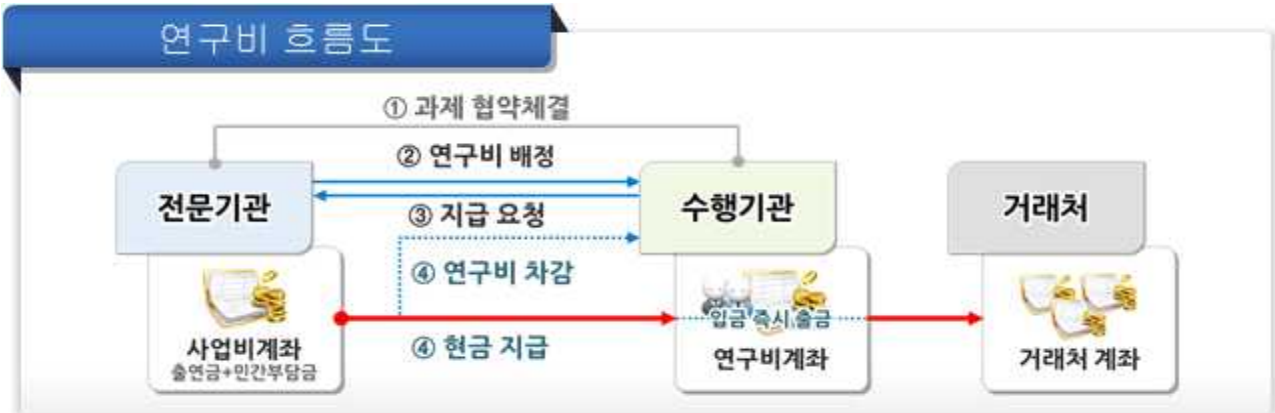 연구비 흐름도
① 과제 협약체결
② 연구비 배정
전문기관
수행기관
거래처
③ 지급 요청
④ 연구비 차감
입금 즉시 출금
④ 현금 지급
사업비계좌
출연금+민간부담금
연구비계좌
거래처 계좌